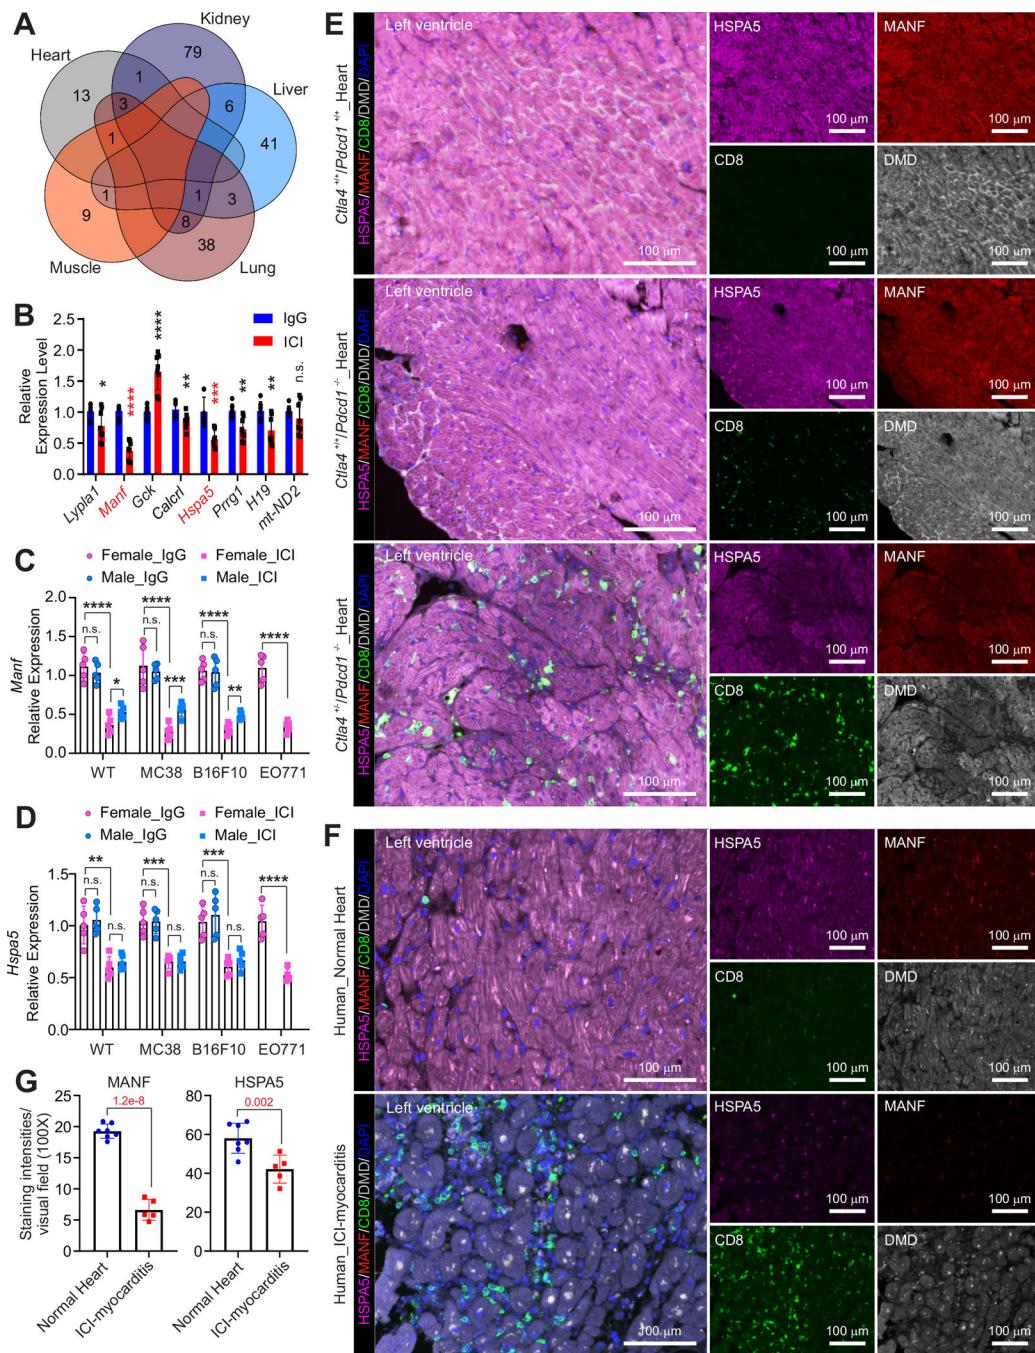 A
Kidney
Heart
Liver
79
1
13
3
6
1
41
1
1
3
9
8
38
Muscle
Lung
B
IgG
ICI
Relative
Expression Level
2.5
2.0
1.5
1.0
0.5
0.0
*
****
****
**
***
**
**
n.s.
Lypla1
Manf
Gck
Calcrl
Hspa5
Prrg1
H19
mt-ND2
C
Female_IgG
Female_ICI
Male_IgG
Male_ICI
Manf
Relative Expression
2.0
1.5
1.0
0.5
0.0
****
n.s.
*
****
n.s.
***
****
n.s.
**
****
WT
MC38
B16F10
EO771
D
Female_IgG
Female_ICI
Male_IgG
Male_ICI
Hspa5
Relative Expression
1.5
1.0
0.5
0.0
**
n.s.
n.s.
***
n.s.
n.s.
***
n.s.
n.s.
****
WT
MC38
B16F10
EO771
G
MANF
HSPA5
Staining intensities/
visual field (100X)
25
20
15
10
5
0
1.2e-8
80
60
40
20
0
0.002
Normal Heart
ICI-myocarditis
Normal Heart
ICI-myocarditis
E
Ctla4 +/+/Pdcd1 +/+_Heart
HSPA5/MANF/CD8/DMD/DAPI
Left ventricle
100 μm
HSPA5
100 μm
MANF
100 μm
CD8
100 μm
DMD
100 μm
Ctla4 +/+/Pdcd1 -/-_Heart
HSPA5/MANF/CD8/DMD/DAPI
Left ventricle
100 μm
HSPA5
100 μm
MANF
100 μm
CD8
100 μm
DMD
100 μm
Ctla4 +/-/Pdcd1 -/-_Heart
HSPA5/MANF/CD8/DMD/DAPI
Left ventricle
100 μm
HSPA5
100 μm
MANF
100 μm
CD8
100 μm
DMD
100 μm
F
Human_Normal Heart
HSPA5/MANF/CD8/DMD/DAPI
Left ventricle
100 μm
HSPA5
100 μm
MANF
100 μm
CD8
100 μm
DMD
100 μm
Human_ICI-myocarditis
HSPA5/MANF/CD8/DMD/DAPI
Left ventricle
100 μm
HSPA5
100 μm
MANF
100 μm
CD8
100 μm
DMD
100 μm